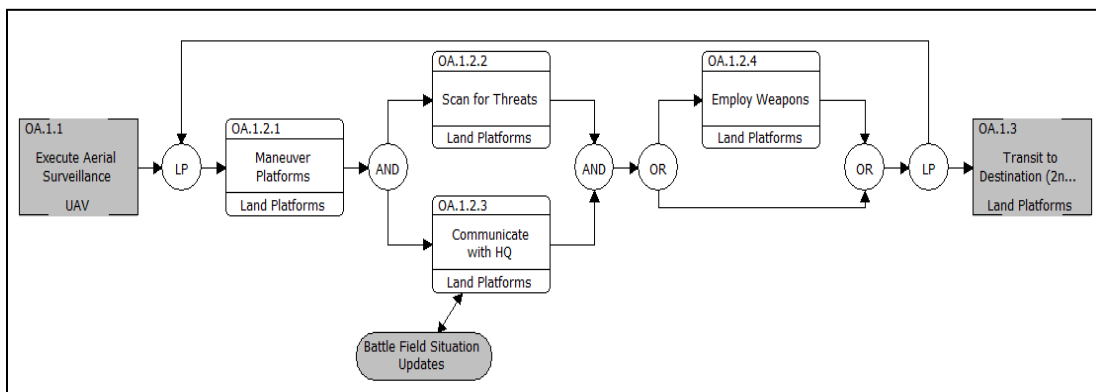 OA.1.1
Execute Aerial
Surveillance
UAV
LP
OA.1.2.1
Maneuver
Platforms
Land Platforms
AND
OA.1.2.2
Scan for Threats
Land Platforms
OA.1.2.3
Communicate
with HQ
Land Platforms
Battle Field Situation
Updates
AND
OR
OA.1.2.4
Employ Weapons
Land Platforms
OR
LP
OA.1.3
Transit to
Destination (2n...
Land Platforms